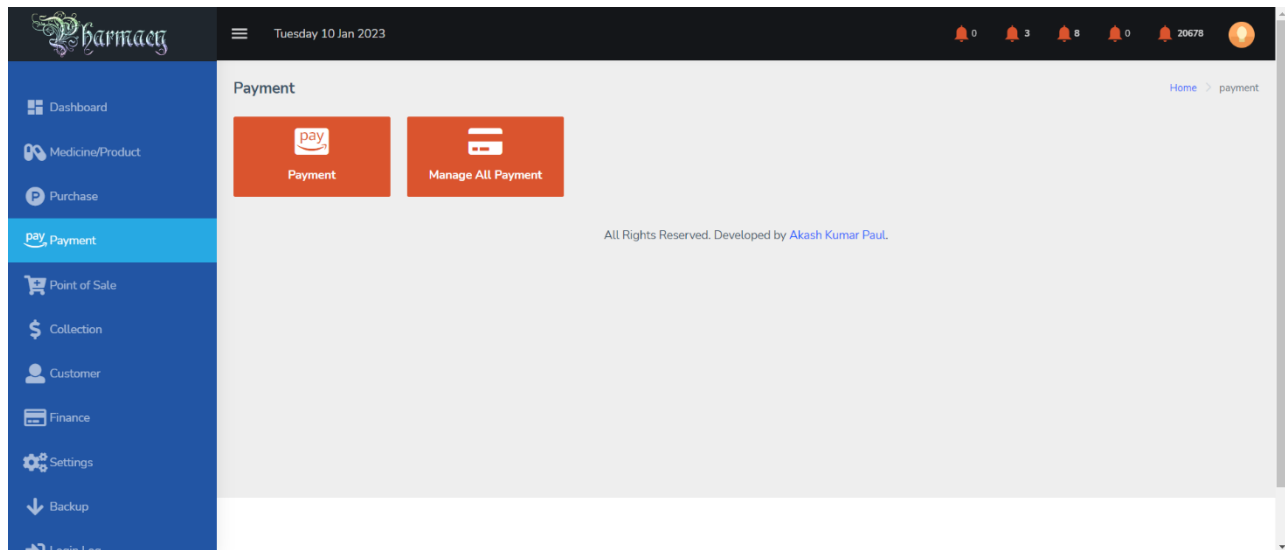 Pharmacy
Tuesday 10 Jan 2023
0 3 8 0 20678
Dashboard
Medicine/Product
Purchase
pay Payment
Point of Sale
Collection
Customer
Finance
Settings
Backup
Login Log
Payment
Home > payment
pay
Payment
Manage All Payment
All Rights Reserved. Developed by Akash Kumar Paul.